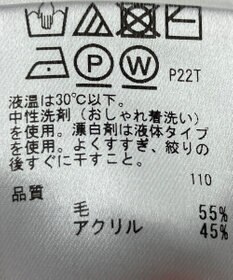 P W P22T
液温は30℃以下。
中性洗剤(おしゃれ着洗い)
を使用。漂白剤は液体タイプ
を使用。よくすすぎ、絞りの
後すぐに干すこと。
110
品質
毛 55%
アクリル 45%